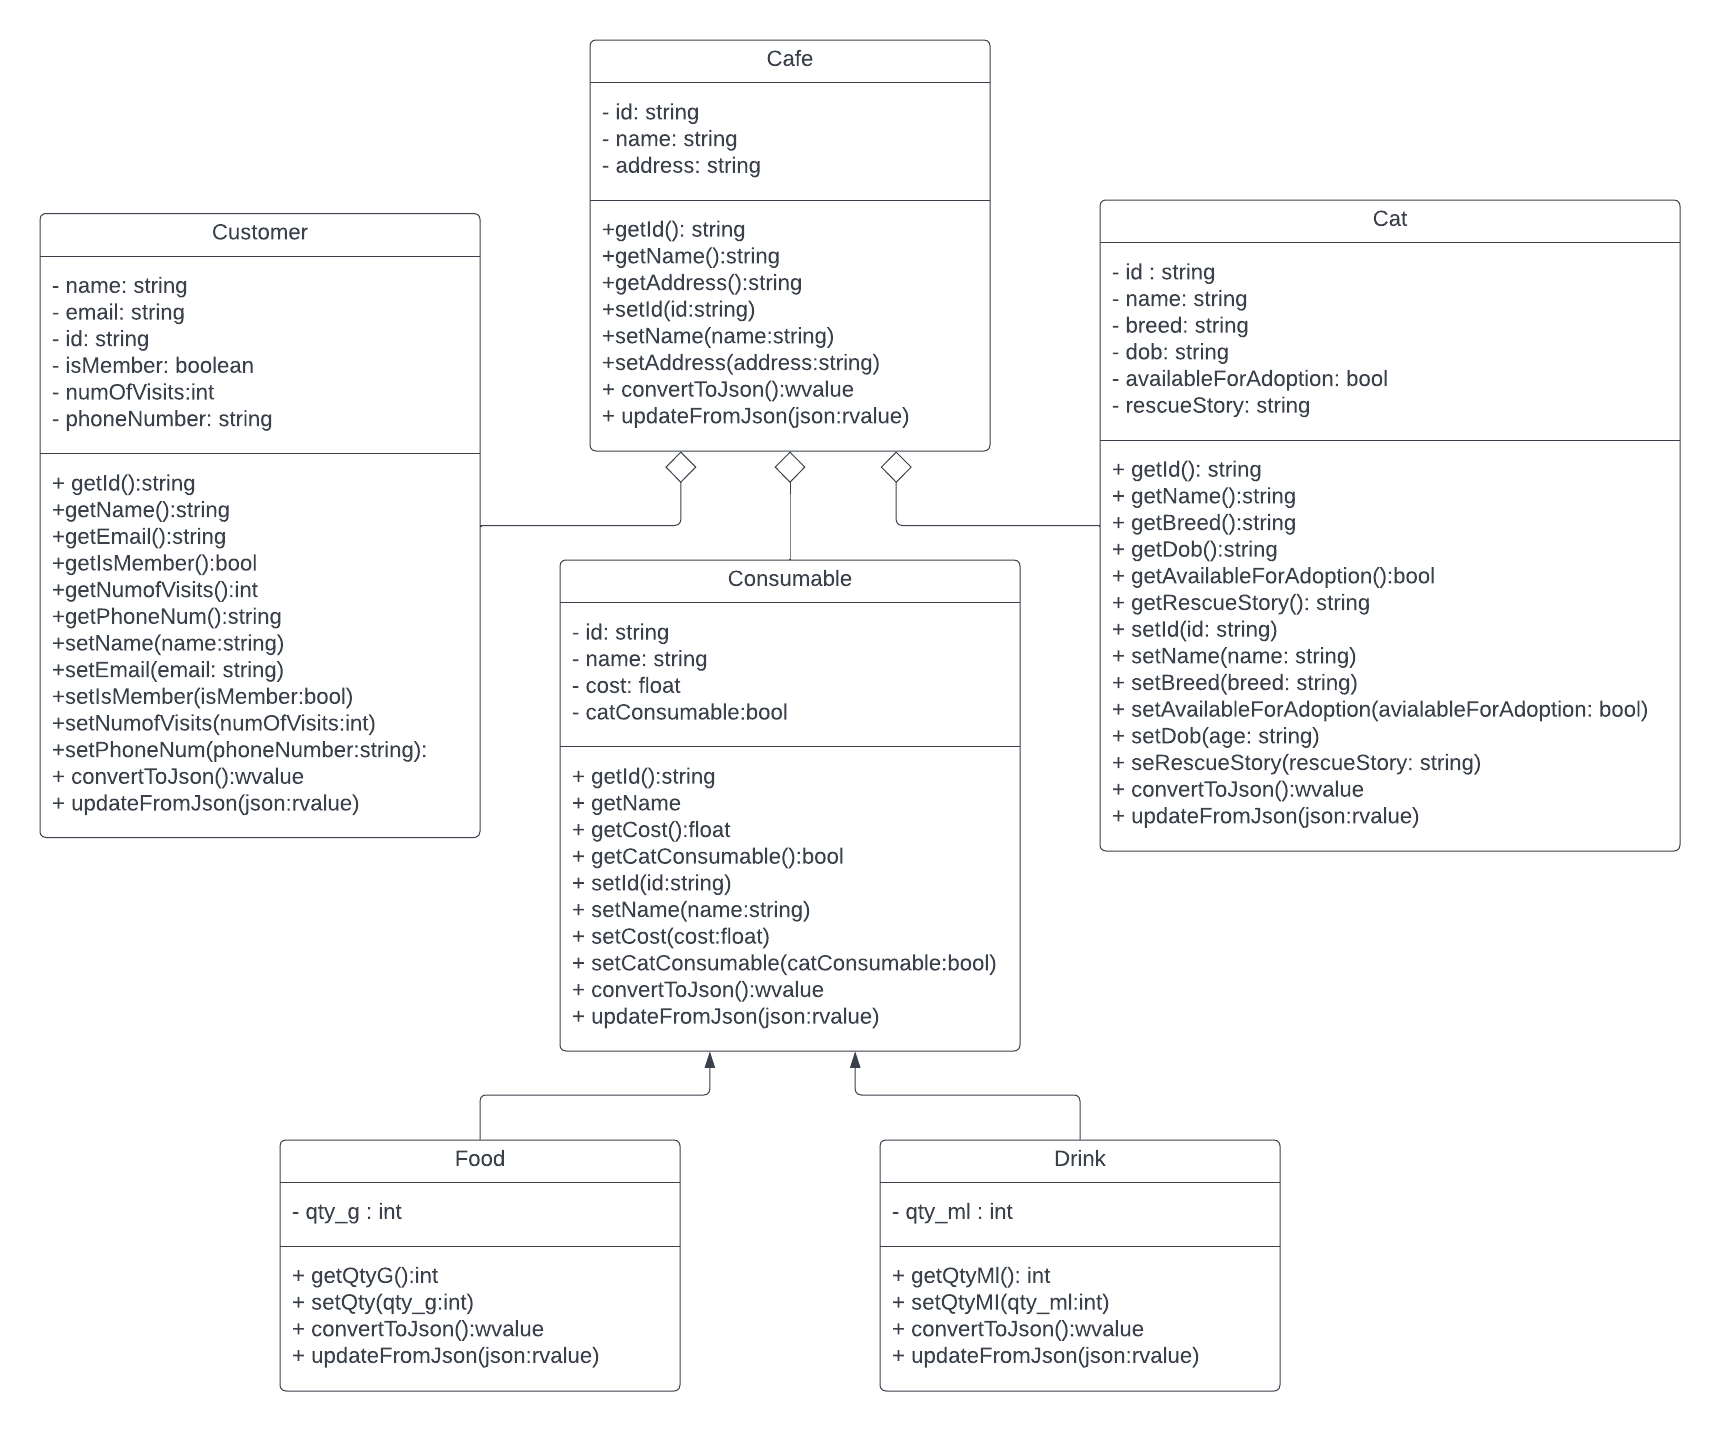 Cafe
- id: string
- name: string
- address: string
+getId(): string
+getName():string
+getAddress():string
+setId(id:string)
+setName(name:string)
+setAddress(address:string)
+ convertToJson():wvalue
+ updateFromJson(json:rvalue)
Customer
- name: string
- email: string
- id: string
- isMember: boolean
- numOfVisits:int
- phoneNumber: string
+ getId():string
+getName():string
+getEmail():string
+getIsMember():bool
+getNumofVisits():int
+getPhoneNum():string
+setName(name:string)
+setEmail(email: string)
+setIsMember(isMember:bool)
+setNumofVisits(numOfVisits:int)
+setPhoneNum(phoneNumber:string):
+ convertToJson():wvalue
+ updateFromJson(json:rvalue)
Cat
- id : string
- name: string
- breed: string
- dob: string
- availableForAdoption: bool
- rescueStory: string
+ getId(): string
+ getName():string
+ getBreed():string
+ getDob():string
+ getAvailableForAdoption():bool
+ getRescueStory(): string
+ setId(id: string)
+ setName(name: string)
+ setBreed(breed: string)
+ setAvailableForAdoption(avialableForAdoption: bool)
+ setDob(age: string)
+ seRescueStory(rescueStory: string)
+ convertToJson():wvalue
+ updateFromJson(json:rvalue)
Consumable
- id: string
- name: string
- cost: float
- catConsumable:bool
+ getId():string
+ getName
+ getCost():float
+ getCatConsumable():bool
+ setId(id:string)
+ setName(name:string)
+ setCost(cost:float)
+ setCatConsumable(catConsumable:bool)
+ convertToJson():wvalue
+ updateFromJson(json:rvalue)
Food
- qty_g : int
+ getQtyG():int
+ setQty(qty_g:int)
+ convertToJson():wvalue
+ updateFromJson(json:rvalue)
Drink
- qty_ml : int
+ getQtyMl(): int
+ setQtyMl(qty_ml:int)
+ convertToJson():wvalue
+ updateFromJson(json:rvalue)